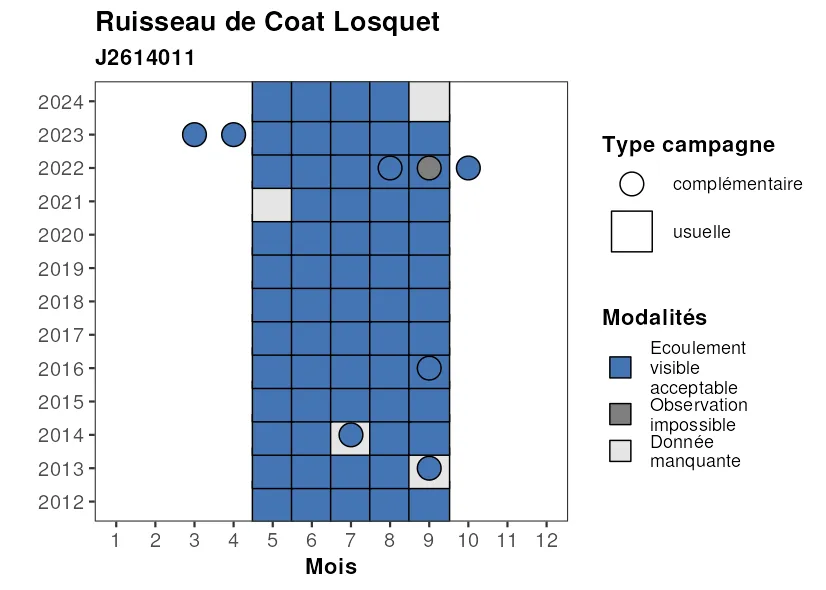 Ruisseau de Coat Losquet
J2614011
2024
2023
2022
2021
2020
2019
2018
2017
2016
2015
2014
2013
2012
1 2 3 4 5 6 7 8 9 10 11 12
Mois
Type campagne
complémentaire
usuelle
Modalités
Ecoulement
visible
acceptable
Observation
impossible
Donnée
manquante